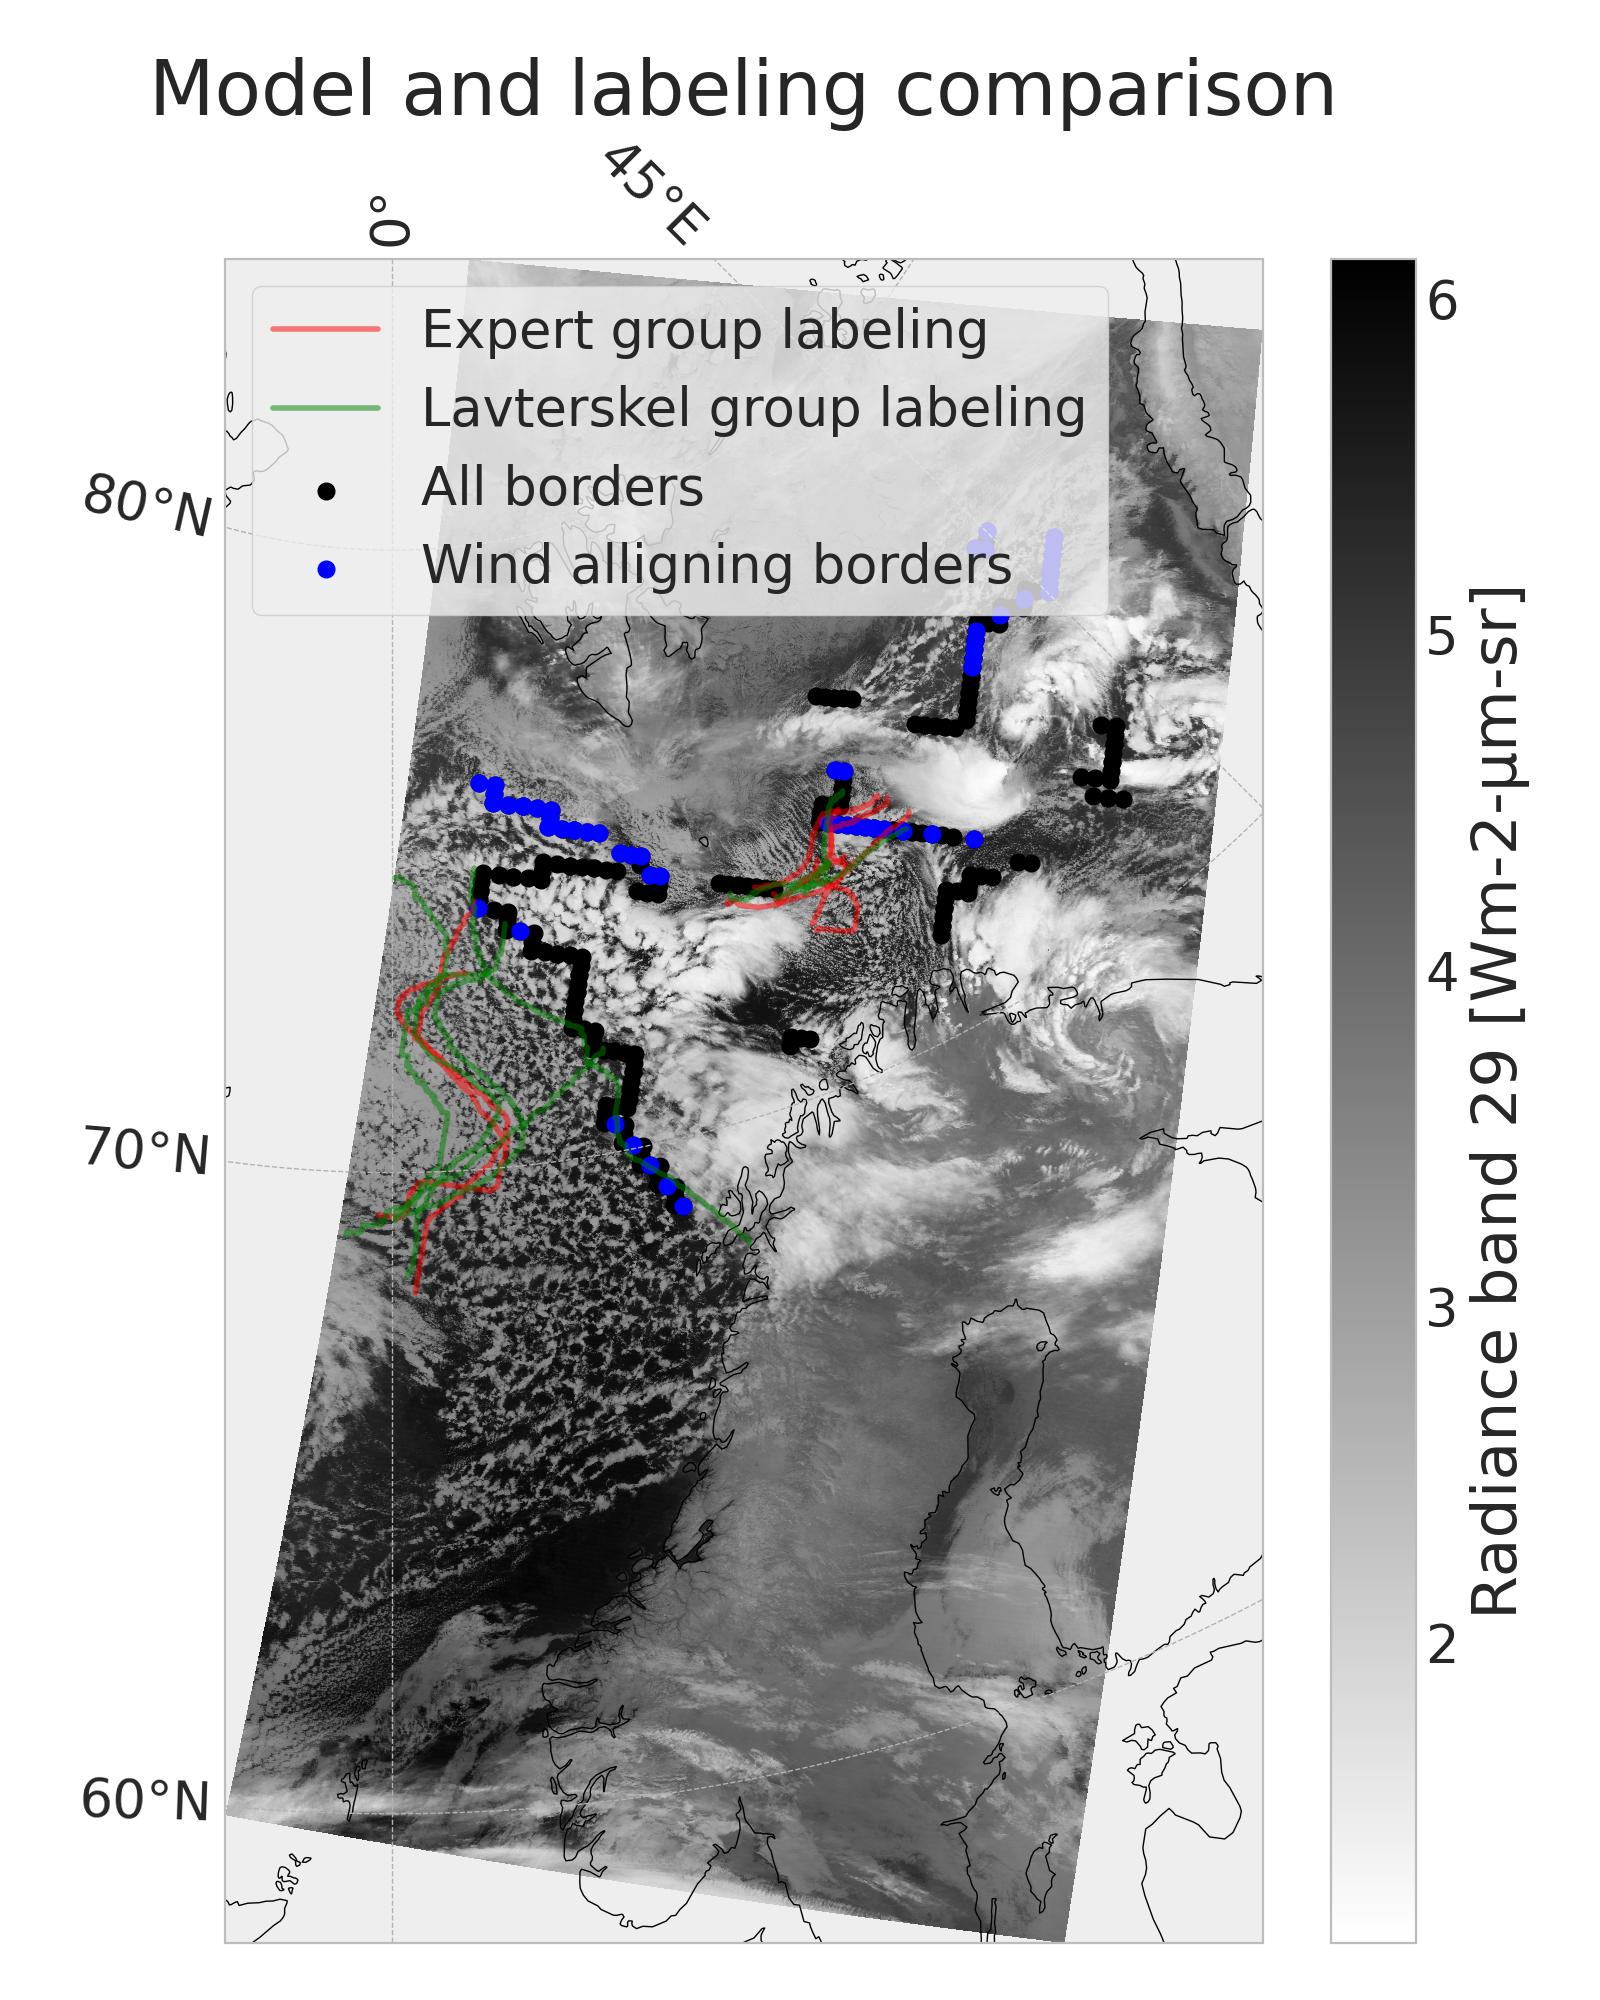 Model and labeling comparison
0°
45°E
Expert group labeling
Lavterskel group labeling
All borders
Wind alligning borders
80°N
70°N
60°N
6
5
4
3
2
Radiance band 29 [Wm-2-µm-sr]